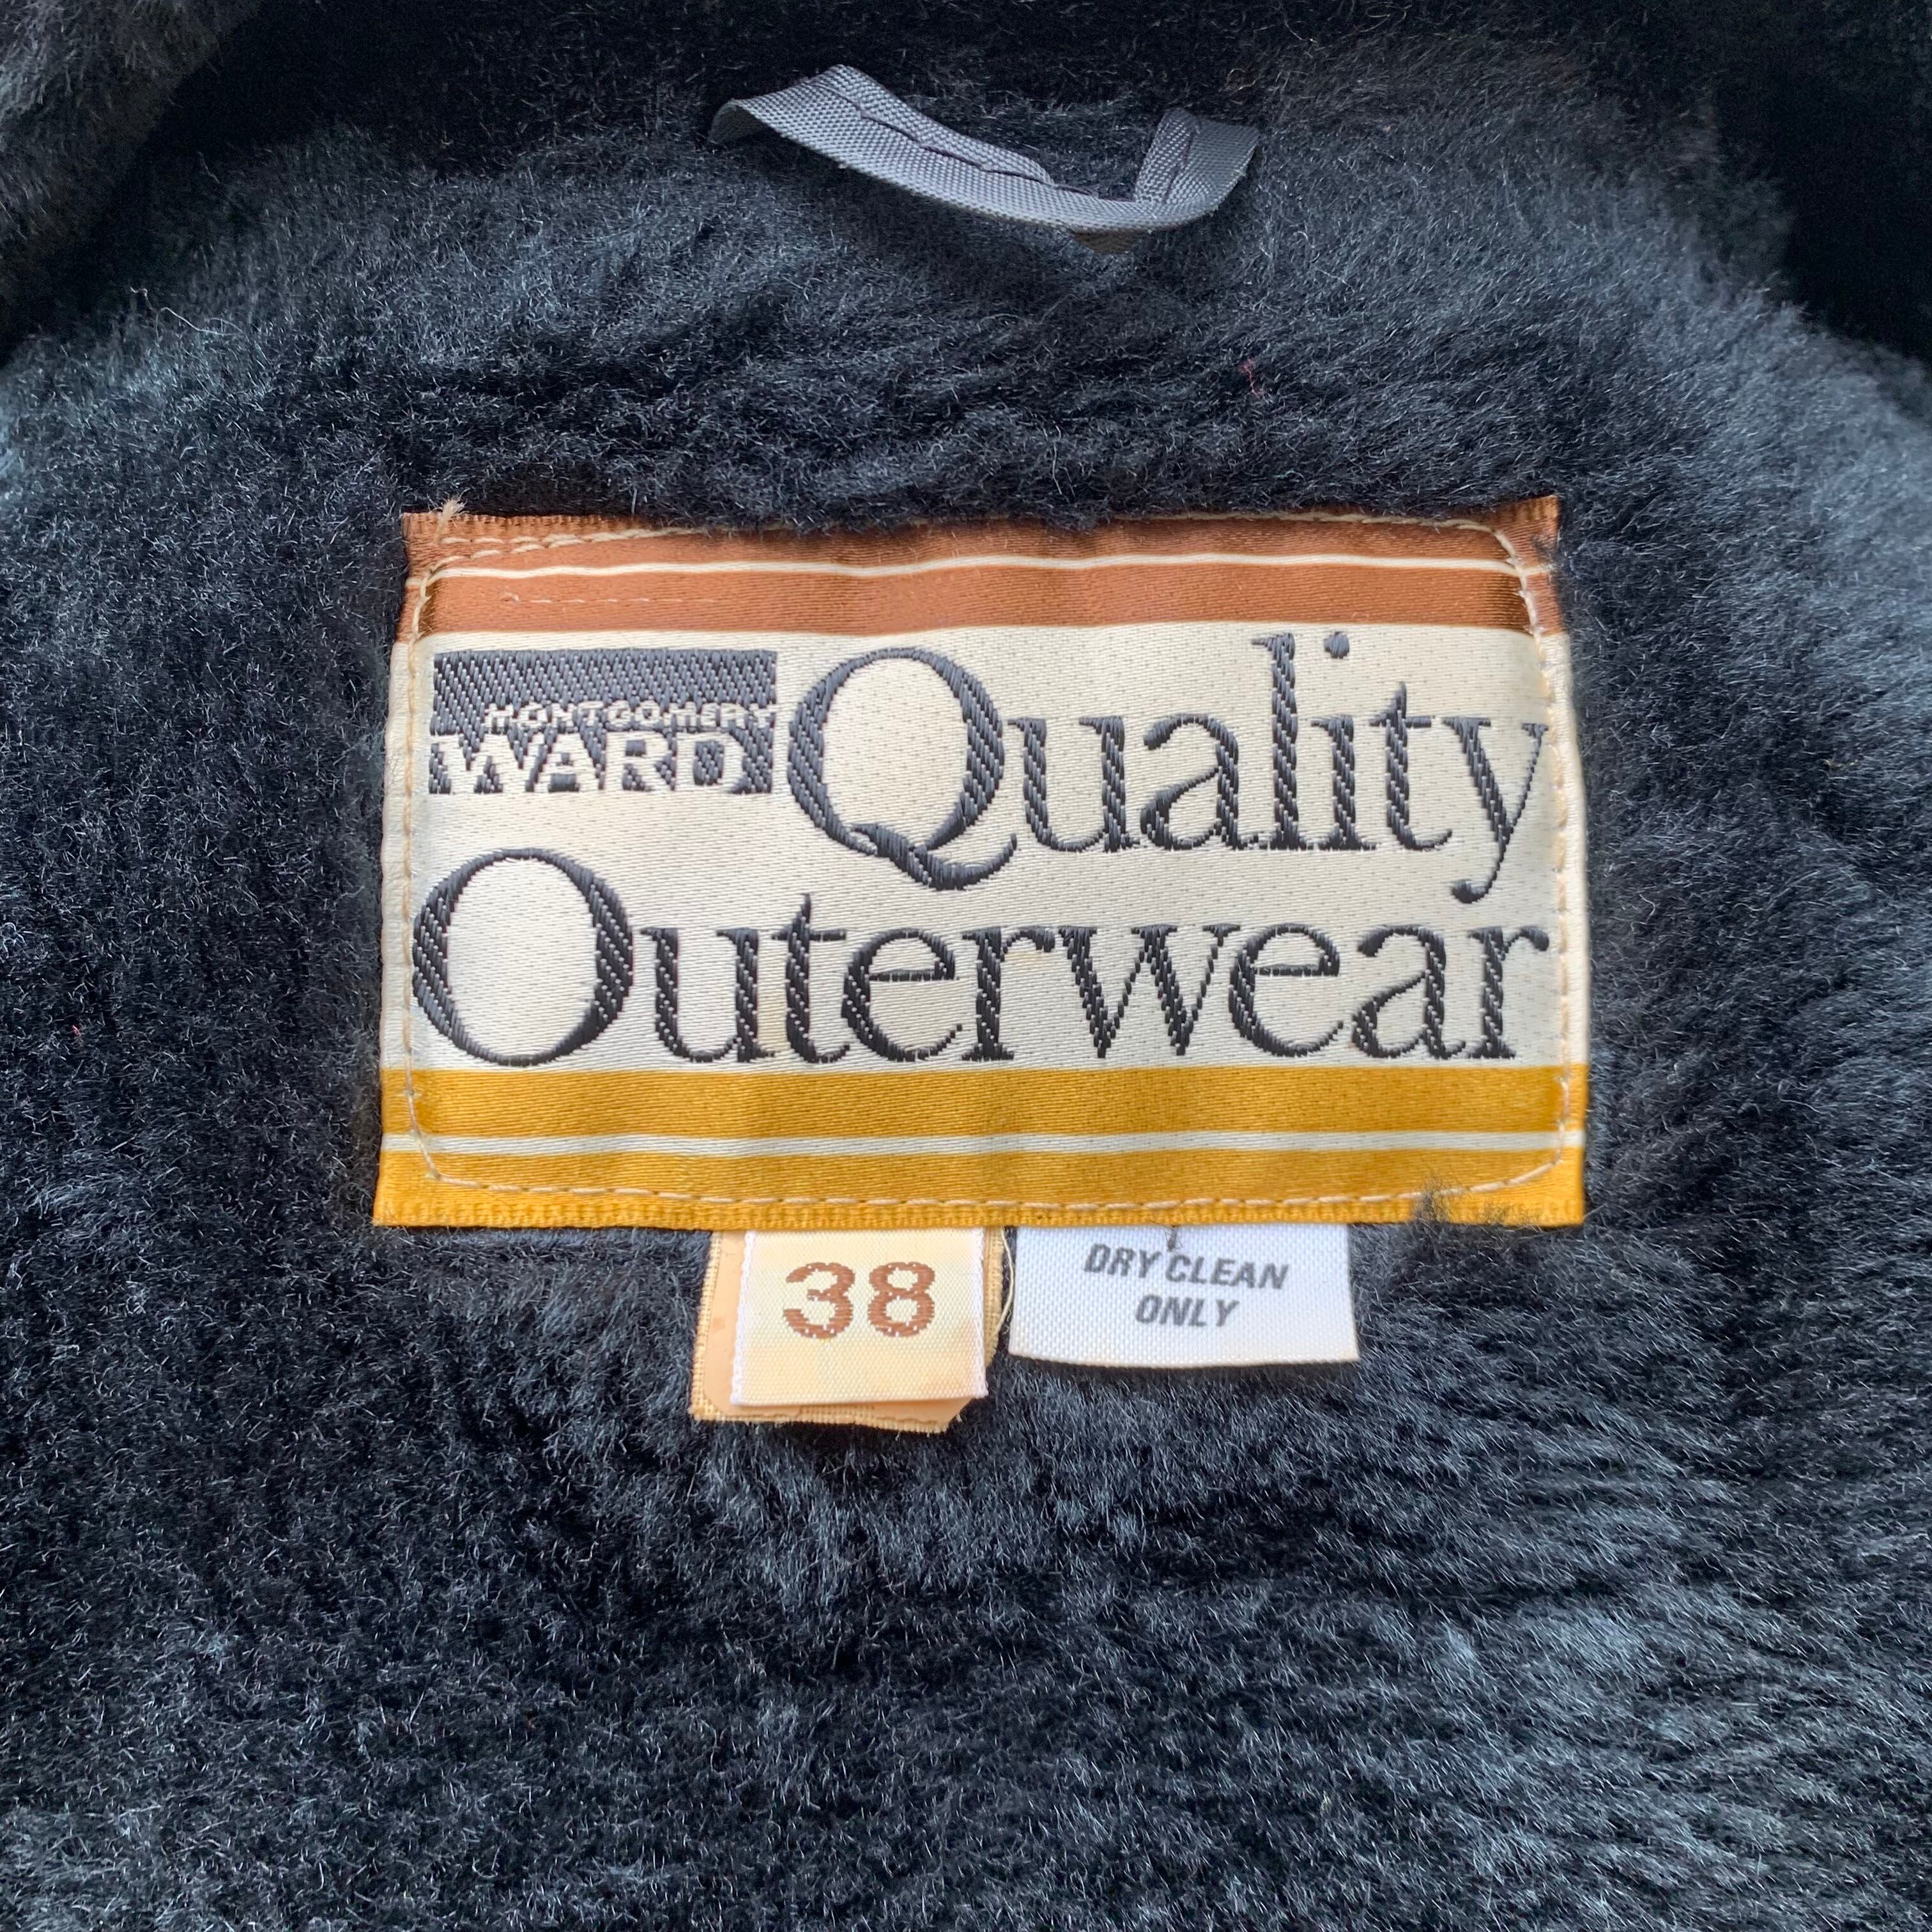 MONTGOMERY
WARD
Quality
Outerwear
38
DRY CLEAN
ONLY